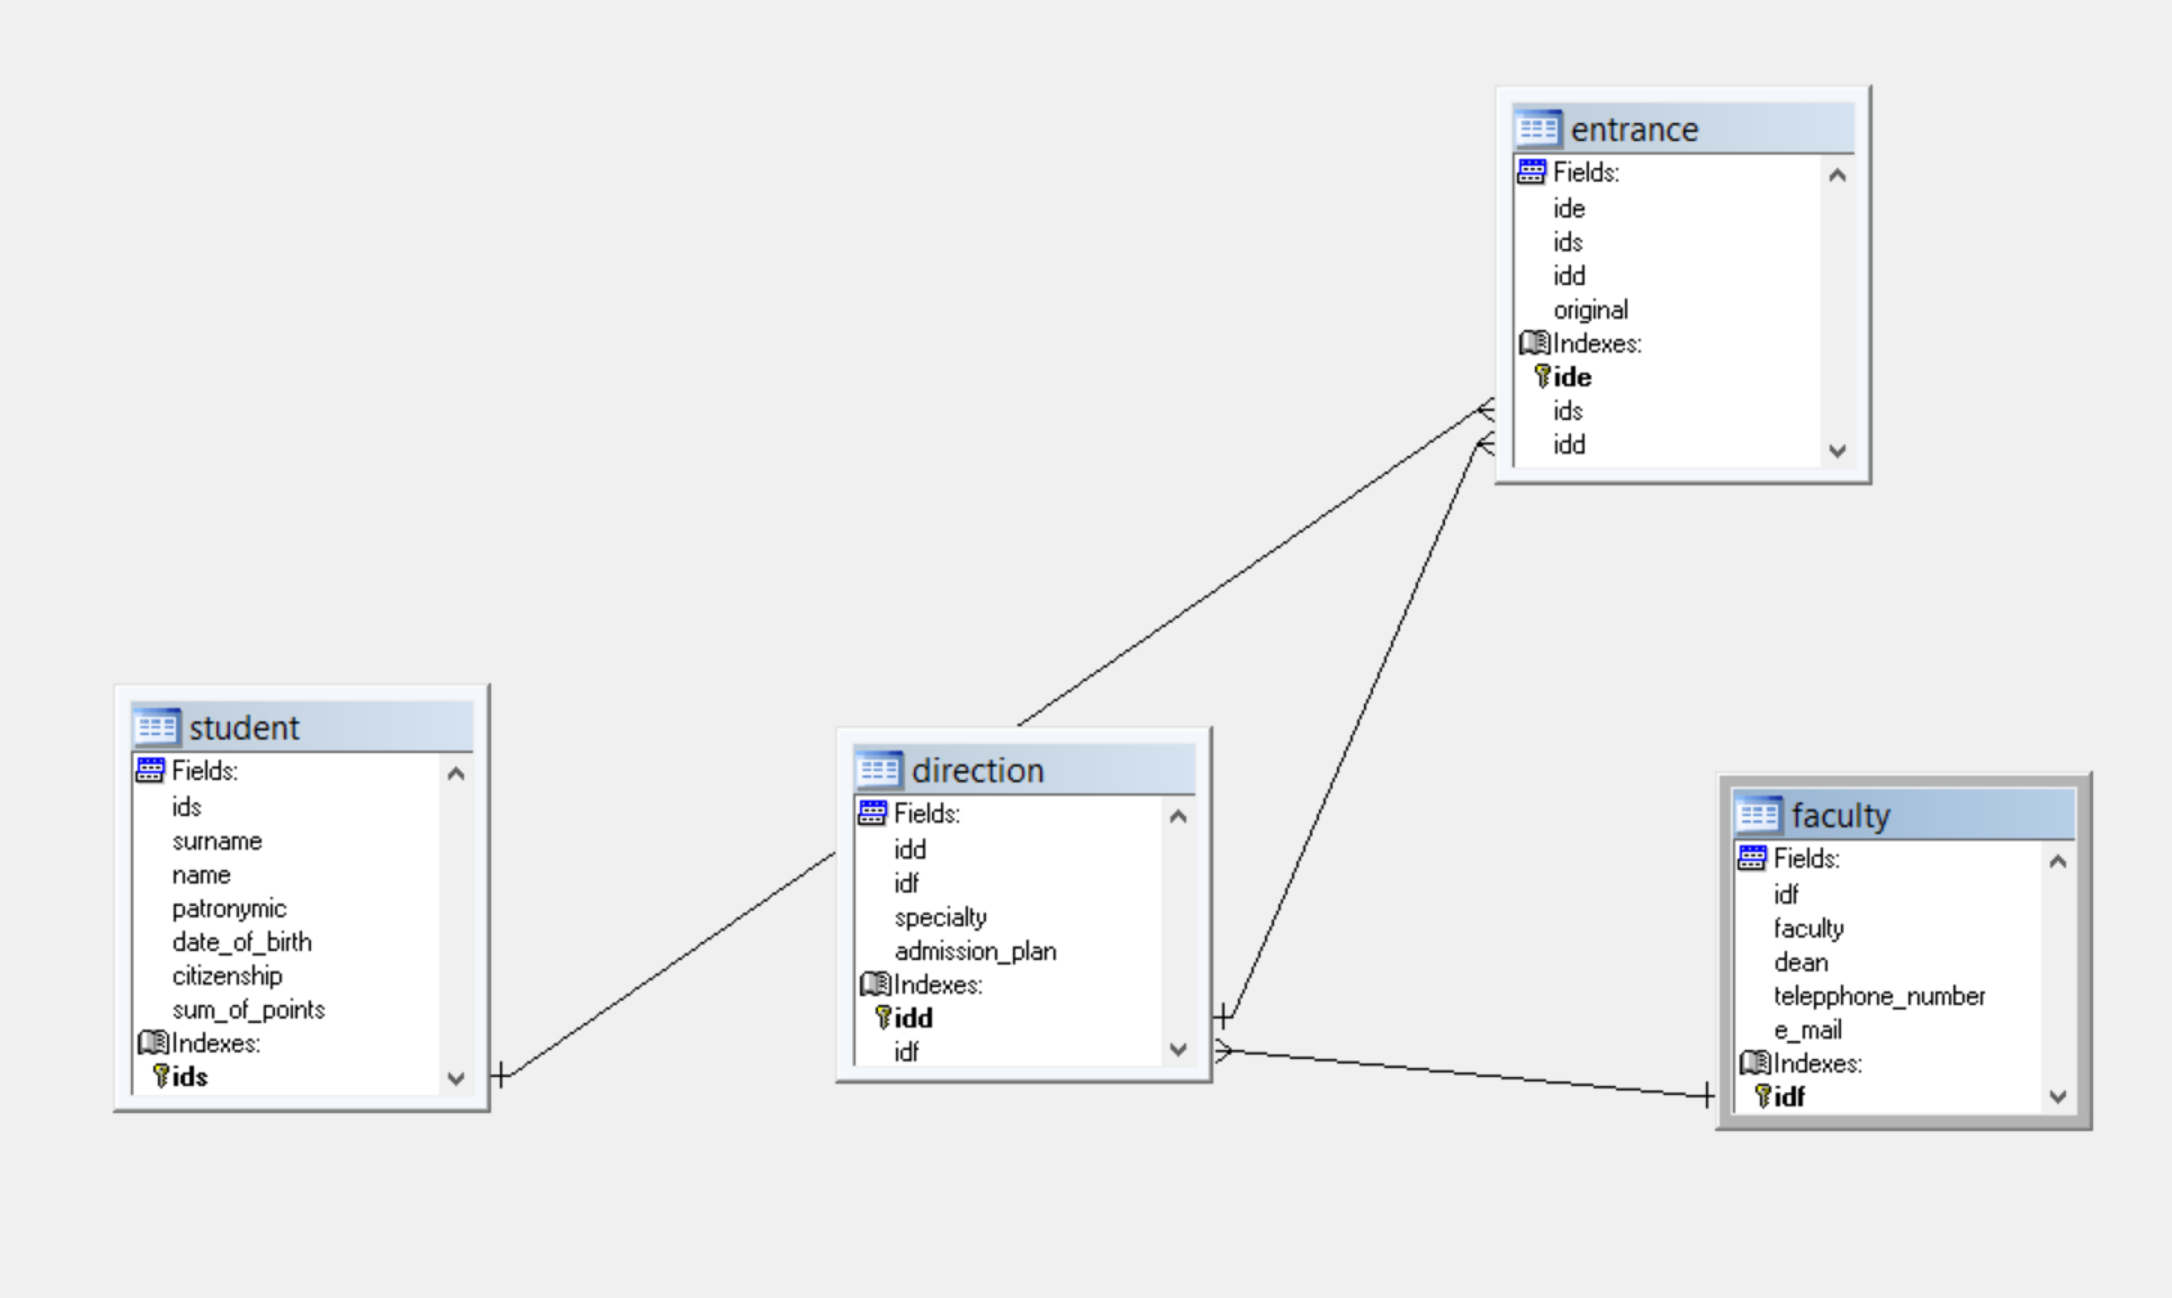 entrance
Fields:
ide
ids
idd
original
Indexes:
ide
ids
idd
student
Fields:
ids
surname
name
patronymic
date_of_birth
citizenship
sum_of_points
Indexes:
ids
direction
Fields:
idd
idf
specialty
admission_plan
Indexes:
idd
idf
faculty
Fields:
idf
faculty
dean
telepphone_number
e_mail
Indexes:
idf